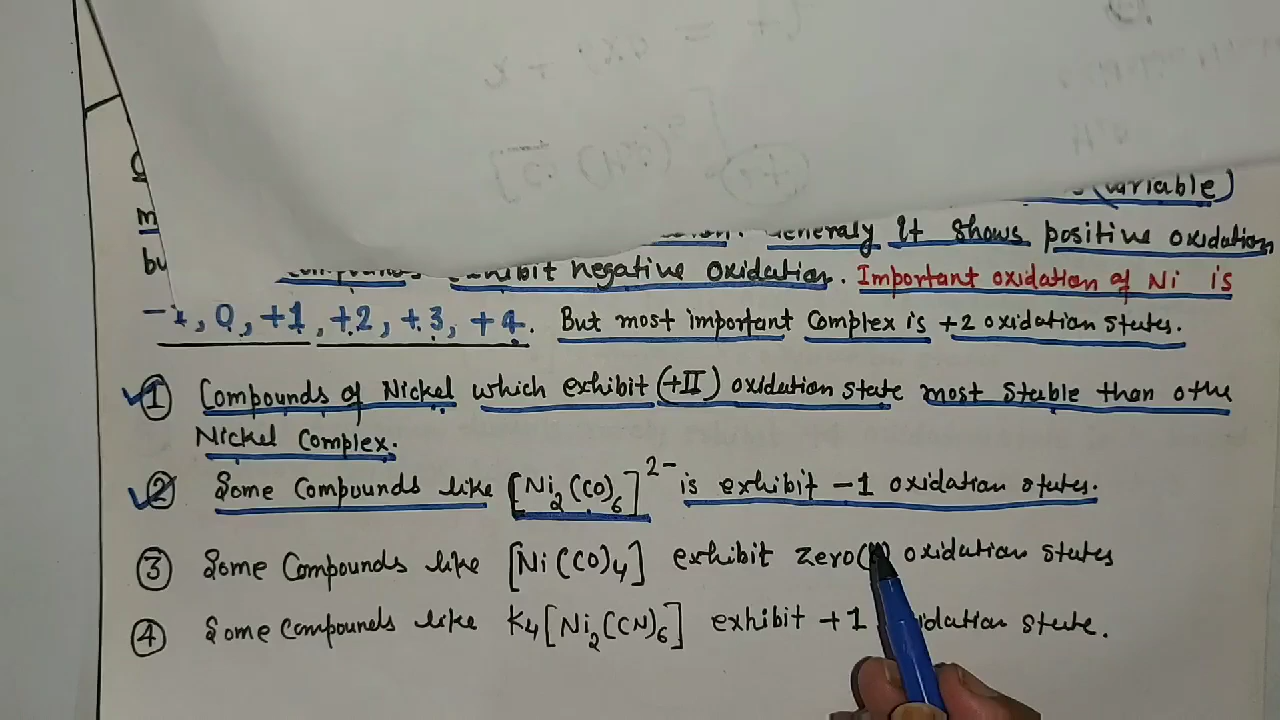 (variable)
Generaly It shows positive oxidation
exhibit negative oxidation. Important oxidation of Ni is
-1, 0, +1, +2, +3, +4. But most important Complex is +2 oxidation states.
① Compounds of Nickel which exhibit (+II) oxidation state most stable than othe
Nickel Complex.
② Some Compounds like [Ni₂(CO)₆]²⁻ is exhibit -1 oxidation states.
③ Some Compounds like [Ni(CO)₄] exhibit zero( ) oxidation states
④ Some Compounds like K₄[Ni₂(CN)₆] exhibit +1 oxidation state.